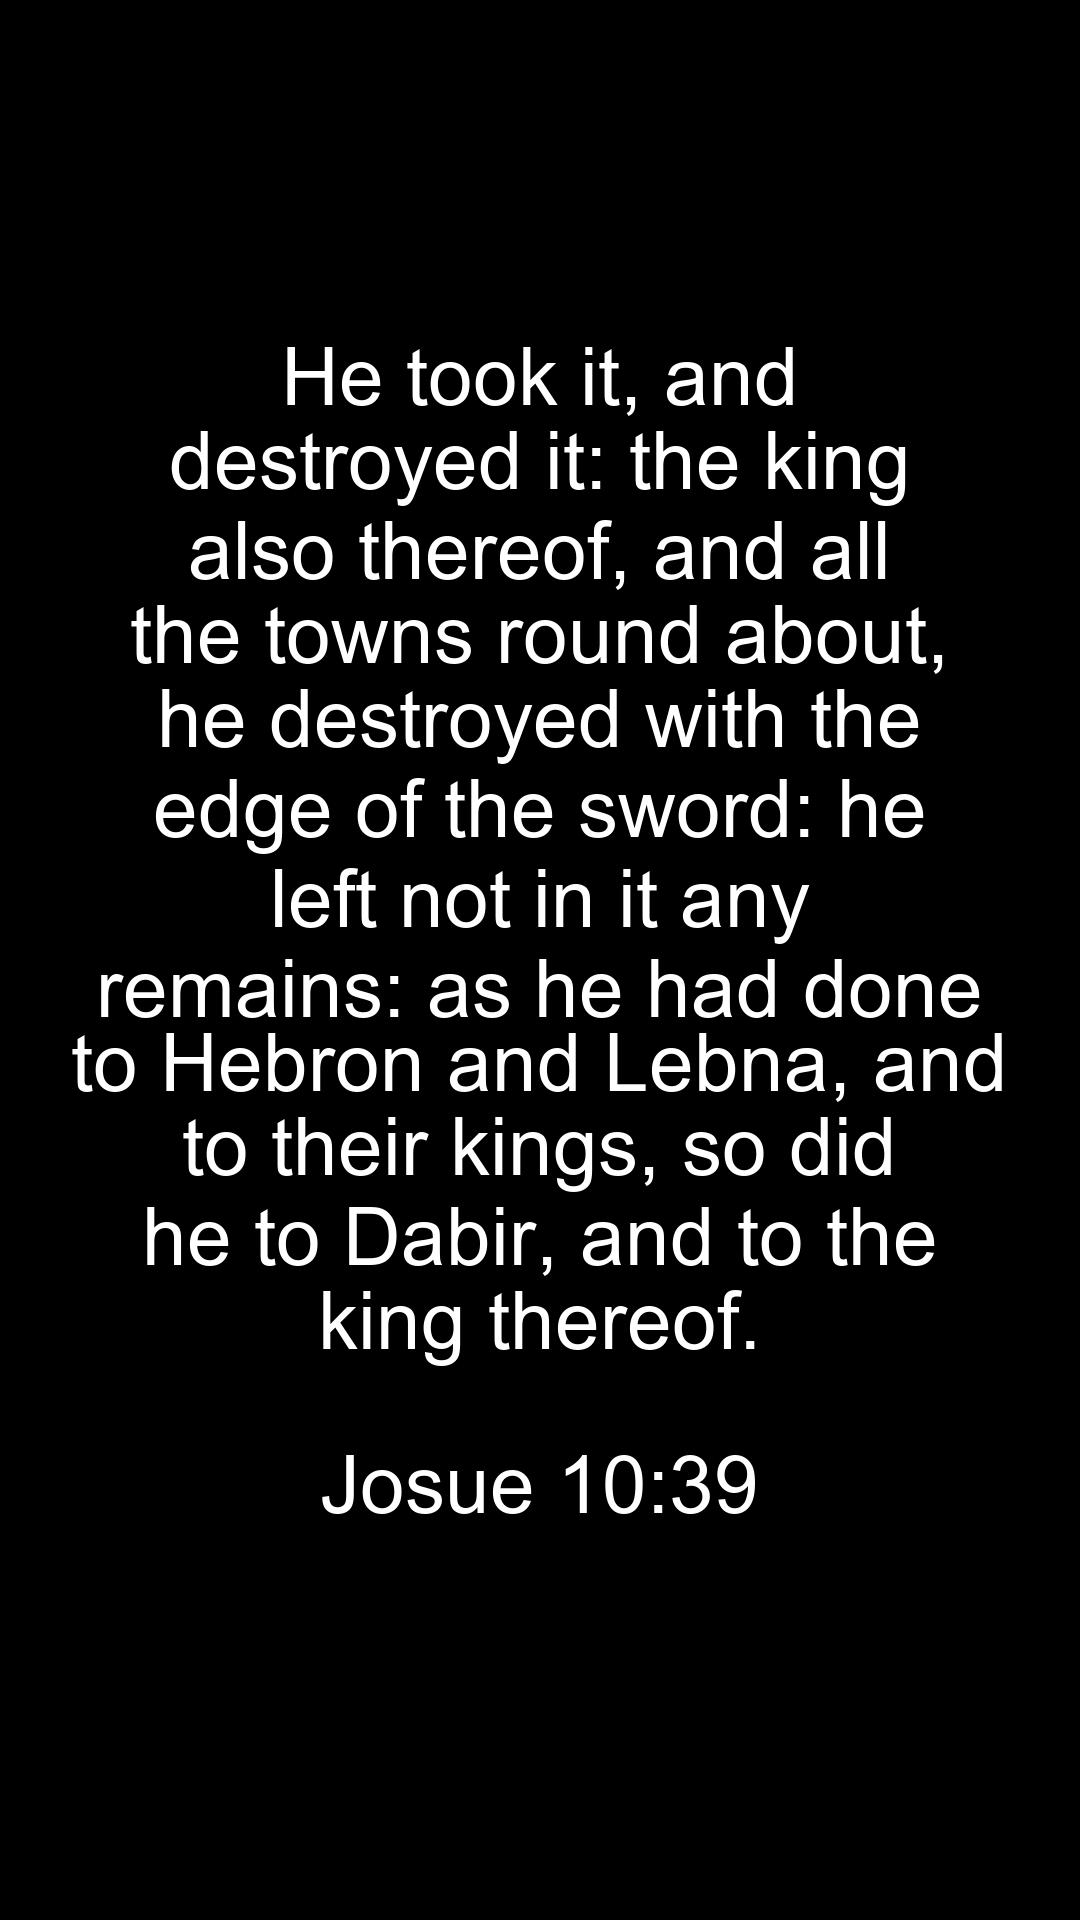 He took it, and
destroyed it: the king
also thereof, and all
the towns round about,
he destroyed with the
edge of the sword: he
left not in it any
remains: as he had done
to Hebron and Lebna, and
to their kings, so did
he to Dabir, and to the
king thereof.
Josue 10:39